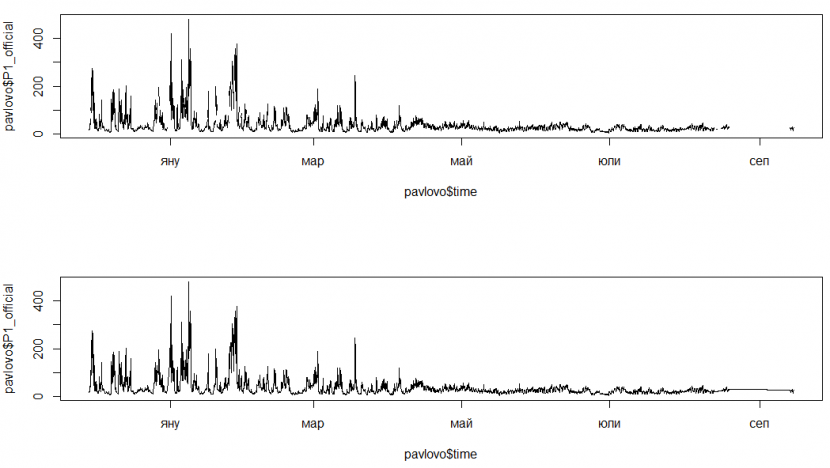 pavlovo$P1_official
400
200
0
яну мар май юли сеп
pavlovo$time
pavlovo$P1_official
400
200
0
яну мар май юли сеп
pavlovo$time